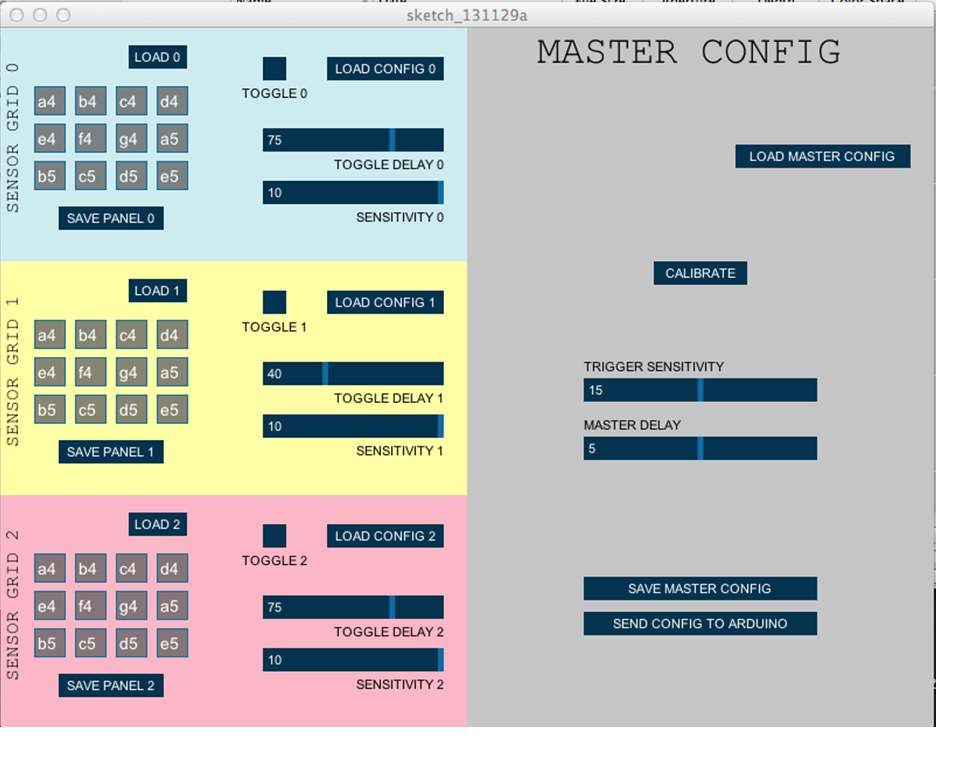 sketch_131129a
SENSOR GRID 0
LOAD 0
a4 b4 c4 d4
e4 f4 g4 a5
b5 c5 d5 e5
SAVE PANEL 0
TOGGLE 0
LOAD CONFIG 0
75
TOGGLE DELAY 0
10
SENSITIVITY 0
SENSOR GRID 1
LOAD 1
a4 b4 c4 d4
e4 f4 g4 a5
b5 c5 d5 e5
SAVE PANEL 1
TOGGLE 1
LOAD CONFIG 1
40
TOGGLE DELAY 1
10
SENSITIVITY 1
SENSOR GRID 2
LOAD 2
a4 b4 c4 d4
e4 f4 g4 a5
b5 c5 d5 e5
SAVE PANEL 2
TOGGLE 2
LOAD CONFIG 2
75
TOGGLE DELAY 2
10
SENSITIVITY 2
MASTER CONFIG
LOAD MASTER CONFIG
CALIBRATE
TRIGGER SENSITIVITY
15
MASTER DELAY
5
SAVE MASTER CONFIG
SEND CONFIG TO ARDUINO